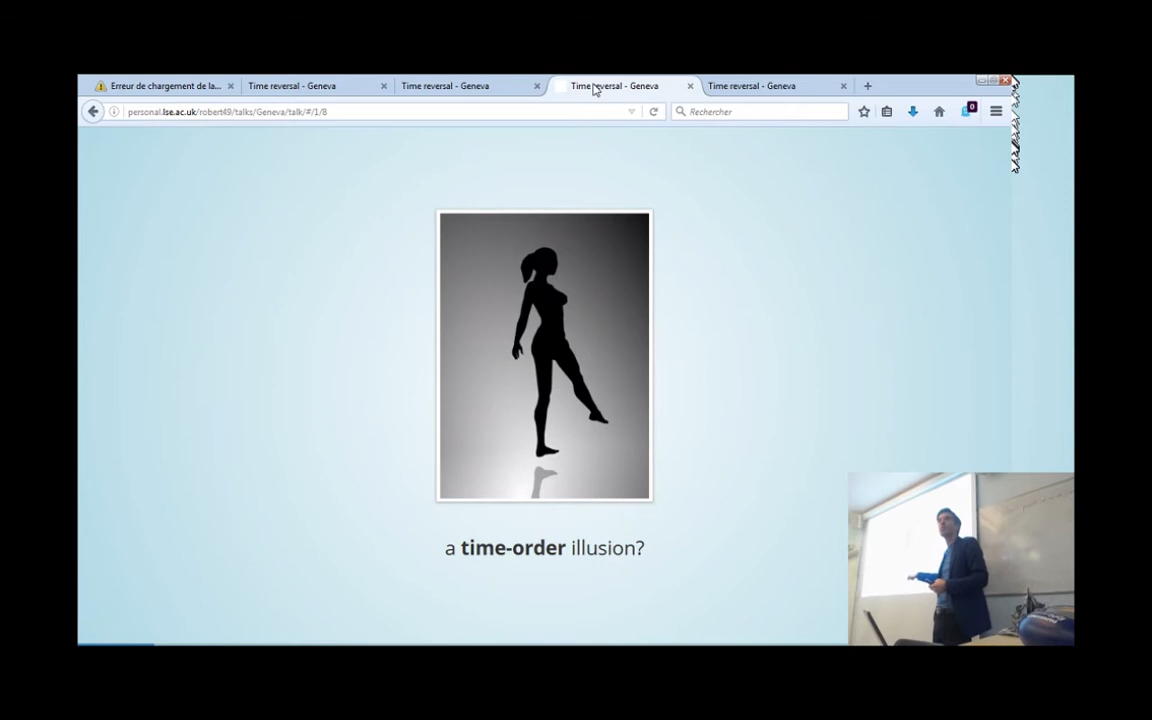 Erreur de chargement de la...
Time reversal - Geneva
Time reversal - Geneva
Time reversal - Geneva
Time reversal - Geneva
personal.lse.ac.uk/robert49/talks/Geneva/talk/#/1/8
Rechercher
0
a time-order illusion?